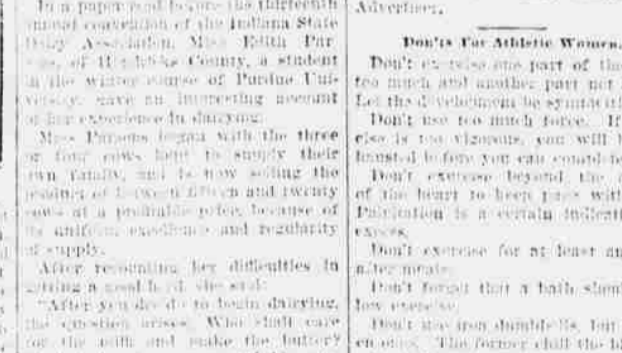 In a paper read before the thirteenth
annual convention of the Indiana State
Dairy Association, Miss Edith Par-
of Hendricks County, a student
in the winter course of Purdue Uni-
versity, gave an interesting account
of her experience in dairying.
Miss Parsons began with the three
or four cows kept to supply their
own family, and is now selling the
product of between fifteen and twenty
cows at a profitable price, because of
its uniform excellence and regularity
of supply.
After recounting her difficulties in
getting a good herd, she said:
"After you decide to begin dairying,
the question arises, Who shall care
for the milk and make the butter?
Advertiser.
Don'ts For Athletic Women.
Don't exercise one part of the
too much and another part not
Let the development be symmetri
Don't use too much force. If
else is too vigorous, you will
hausted before you can complete
Don't exercise beyond the
of the heart to keep pace with
Palpitation is a certain indicati
excess.
Don't exercise for at least an
after meals.
Don't forget that a bath shoul
low exercise.
Don't use iron dumbbells, but
en ones. The former chill the